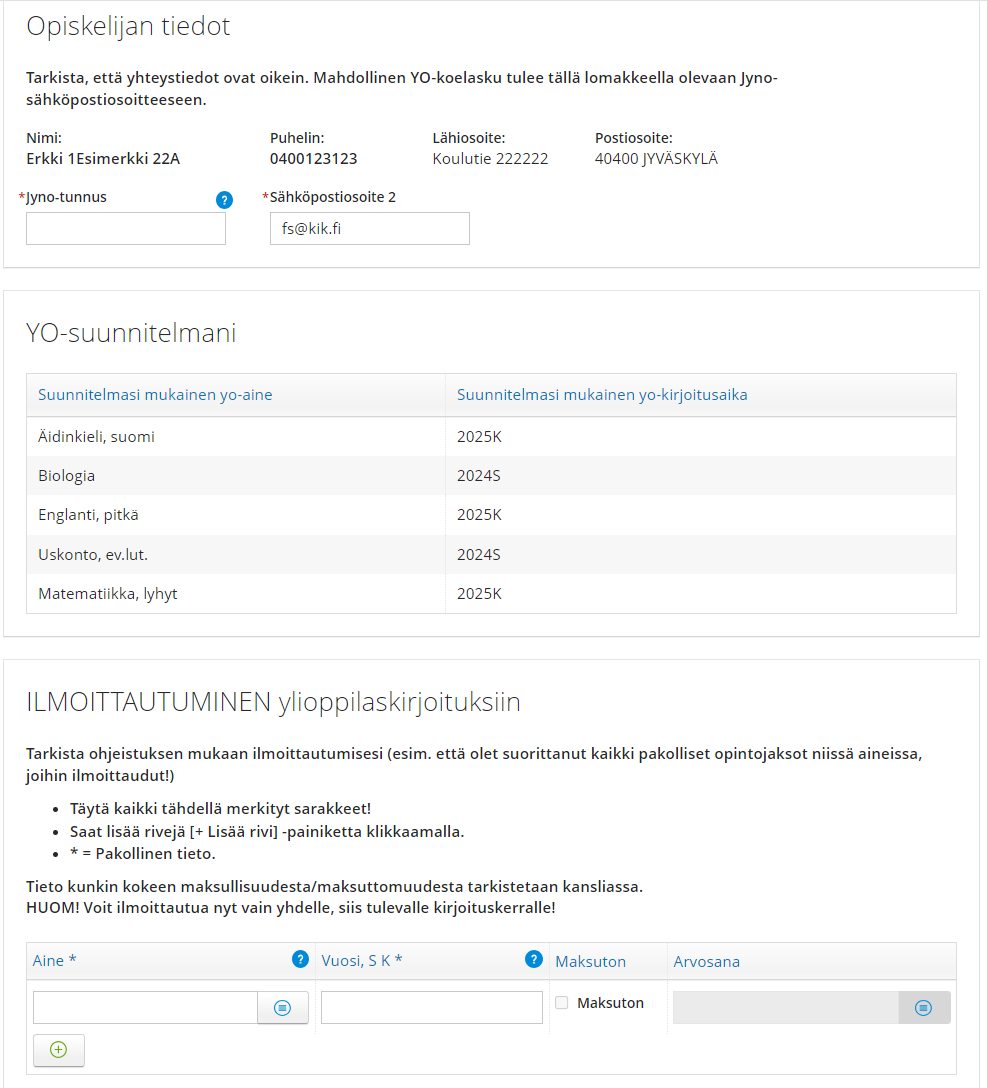 Opiskelijan tiedot
Tarkista, että yhteystiedot ovat oikein. Mahdollinen YO-koelasku tulee tällä lomakkeella olevaan Jyno-
sähköpostiosoitteeseen.
Nimi: Puhelin: Lähiosoite: Postiosoite:
Erkki 1Esimerkki 22A 0400123123 Koulutie 222222 40400 JYVÄSKYLÄ
*Jyno-tunnus ? *Sähköpostiosoite 2
fs@kik.fi
YO-suunnitelmani
Suunnitelmasi mukainen yo-aine Suunnitelmasi mukainen yo-kirjoitusaika
Äidinkieli, suomi 2025K
Biologia 2024S
Englanti, pitkä 2025K
Uskonto, ev.lut. 2024S
Matematiikka, lyhyt 2025K
ILMOITTAUTUMINEN ylioppilaskirjoituksiin
Tarkista ohjeistuksen mukaan ilmoittautumisesi (esim. että olet suorittanut kaikki pakolliset opintojaksot niissä aineissa,
joihin ilmoittaudut!)
• Täytä kaikki tähdellä merkityt sarakkeet!
• Saat lisää rivejä [+ Lisää rivi] -painiketta klikkaamalla.
• * = Pakollinen tieto.
Tieto kunkin kokeen maksullisuudesta/maksuttomuudesta tarkistetaan kansliassa.
HUOM! Voit ilmoittautua nyt vain yhdelle, siis tulevalle kirjoituskerralle!
Aine * ? Vuosi, S K * ? Maksuton Arvosana
Maksuton